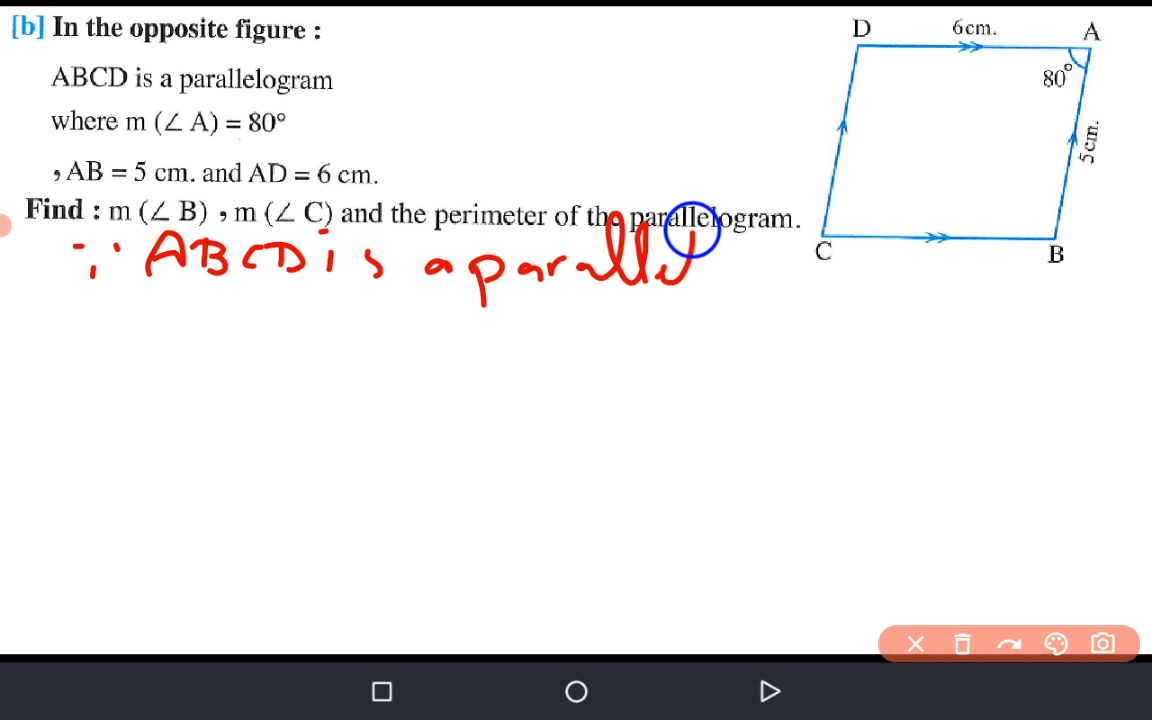 [b] In the opposite figure :
ABCD is a parallelogram
where m (∠ A) = 80°
, AB = 5 cm. and AD = 6 cm.
Find : m (∠ B) , m (∠ C) and the perimeter of the parallelogram.
∵ ABCD is a parallel
D 6cm. A
80°
5cm.
C B